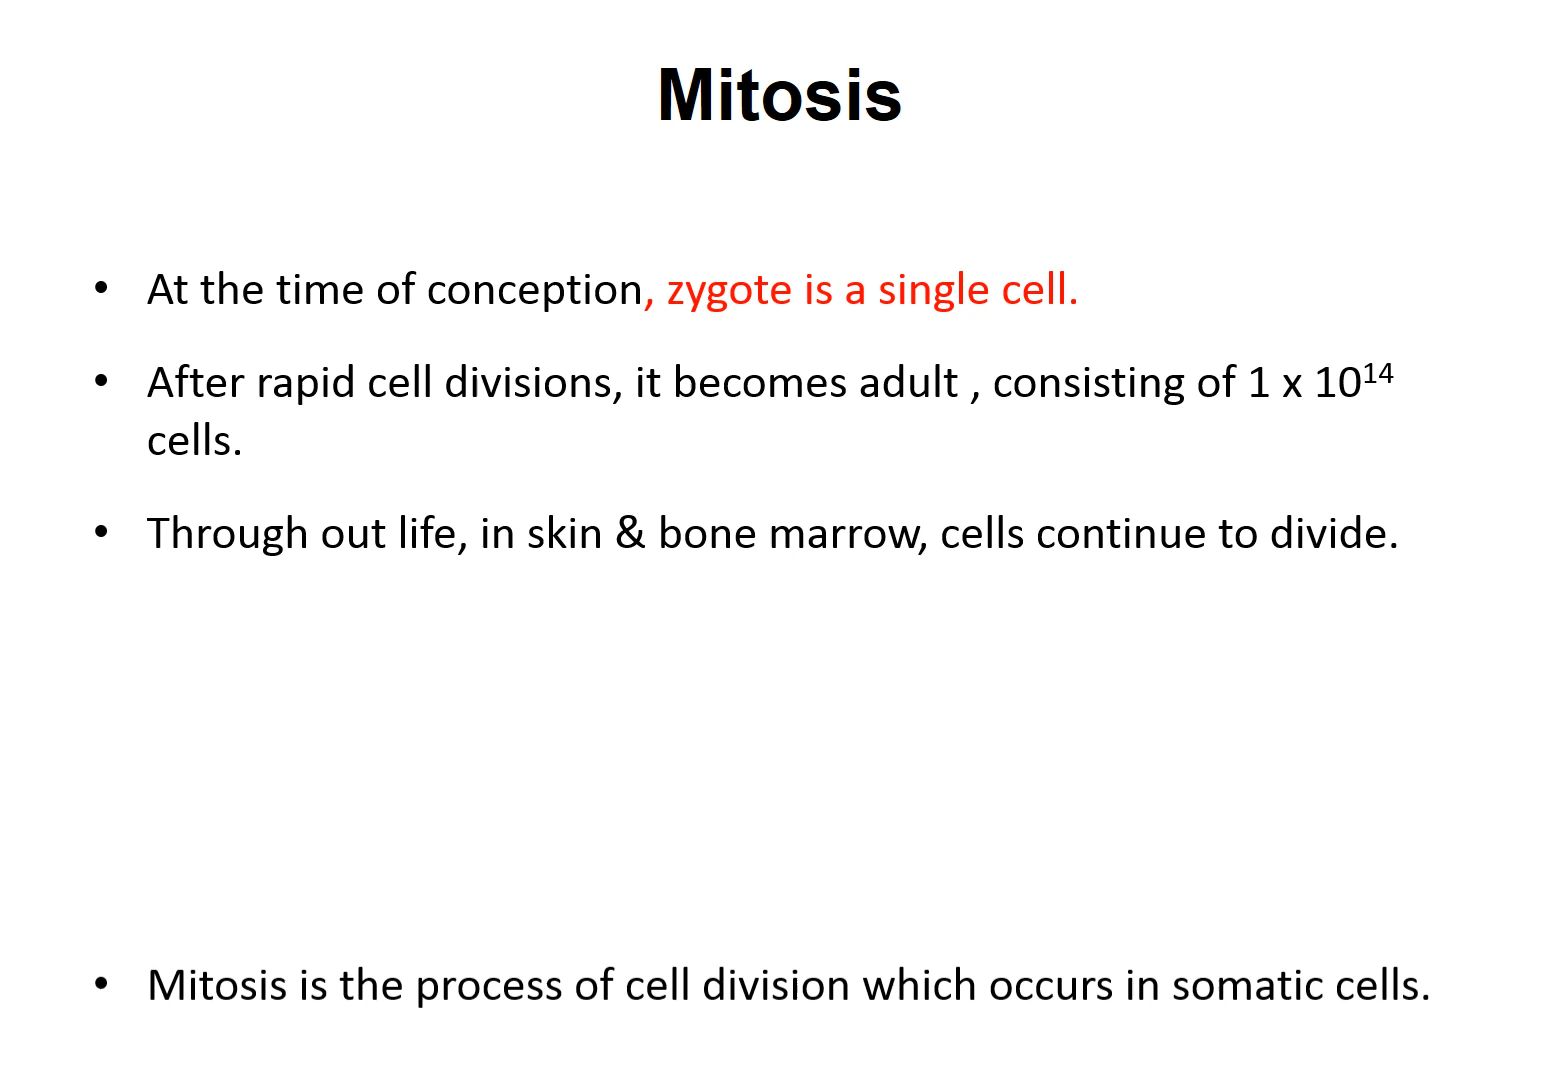 Mitosis
• At the time of conception, zygote is a single cell.
• After rapid cell divisions, it becomes adult , consisting of 1 x 10¹⁴
cells.
• Through out life, in skin & bone marrow, cells continue to divide.
• Mitosis is the process of cell division which occurs in somatic cells.